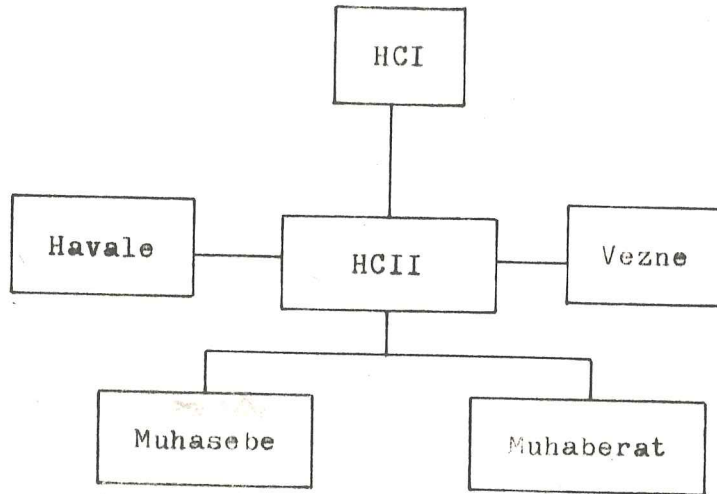 HCI
Havale
HCII
Vezne
Muhasebe
Muhaberat